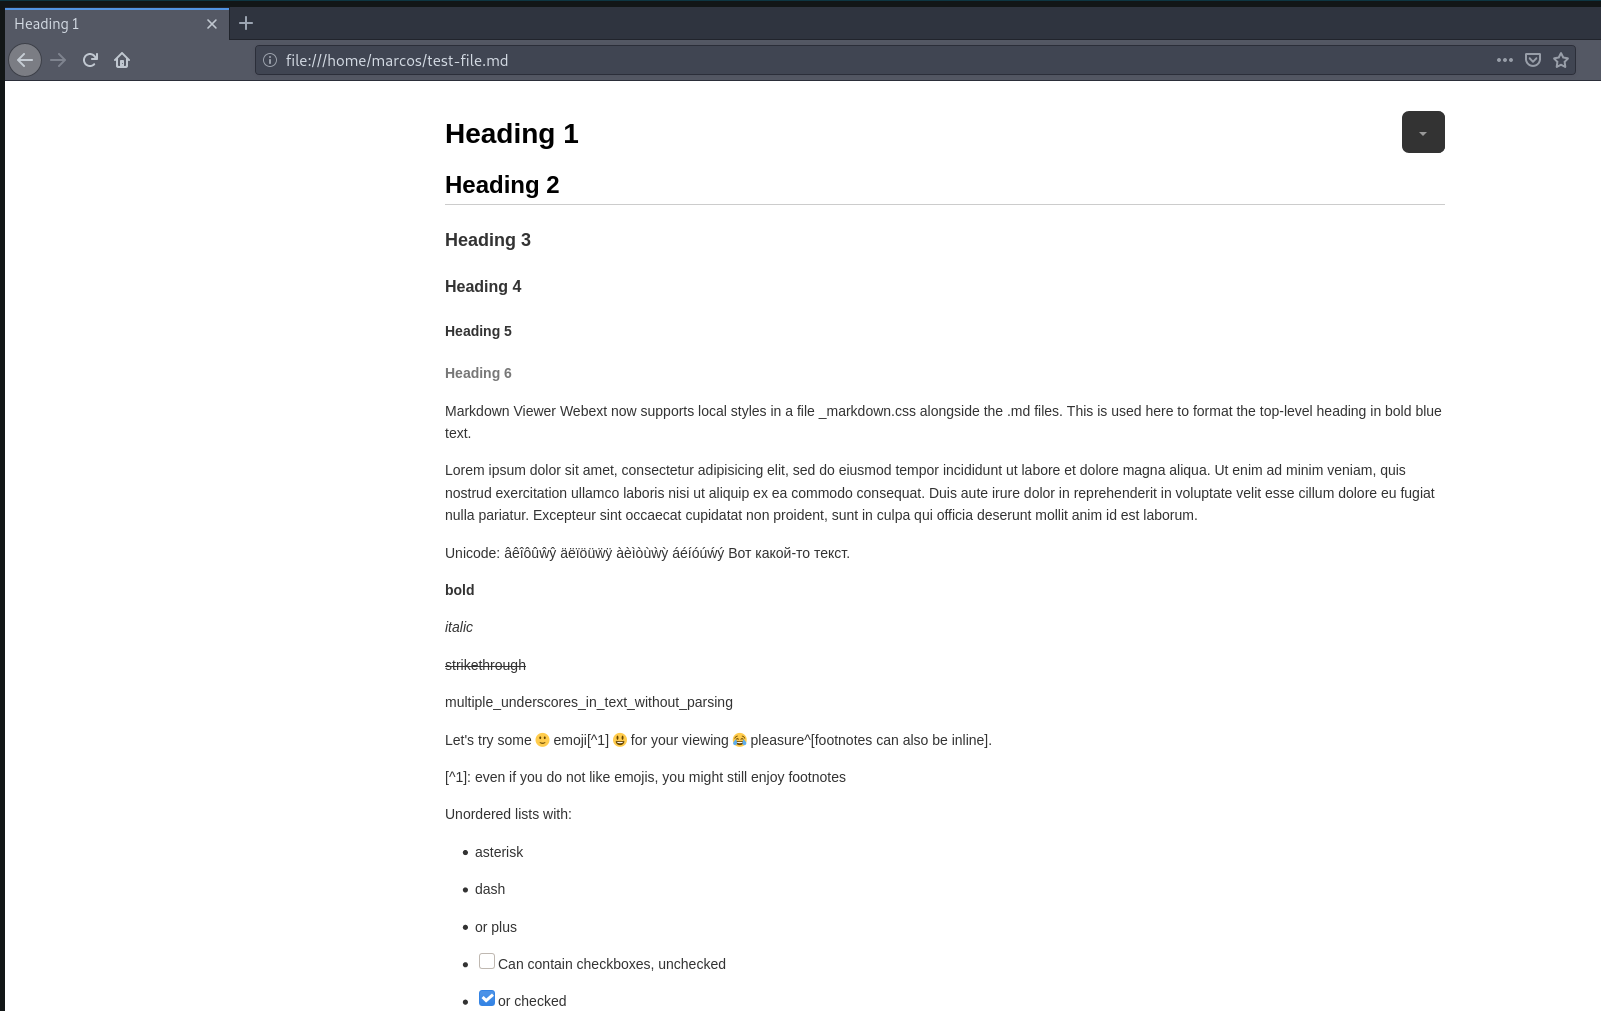 Heading 1
file:///home/marcos/test-file.md
Heading 1
Heading 2
Heading 3
Heading 4
Heading 5
Heading 6
Markdown Viewer Webext now supports local styles in a file _markdown.css alongside the .md files. This is used here to format the top-level heading in bold blue
text.
Lorem ipsum dolor sit amet, consectetur adipisicing elit, sed do eiusmod tempor incididunt ut labore et dolore magna aliqua. Ut enim ad minim veniam, quis
nostrud exercitation ullamco laboris nisi ut aliquip ex ea commodo consequat. Duis aute irure dolor in reprehenderit in voluptate velit esse cillum dolore eu fugiat
nulla pariatur. Excepteur sint occaecat cupidatat non proident, sunt in culpa qui officia deserunt mollit anim id est laborum.
Unicode: âêîôûŵŷ äëïöüẅÿ àèìòùẁỳ áéíóúẃý Вот какой-то текст.
bold
italic
strikethrough
multiple_underscores_in_text_without_parsing
Let's try some 🙂 emoji[^1] 😃 for your viewing 😂 pleasure^[footnotes can also be inline].
[^1]: even if you do not like emojis, you might still enjoy footnotes
Unordered lists with:
• asterisk
• dash
• or plus
• Can contain checkboxes, unchecked
• or checked